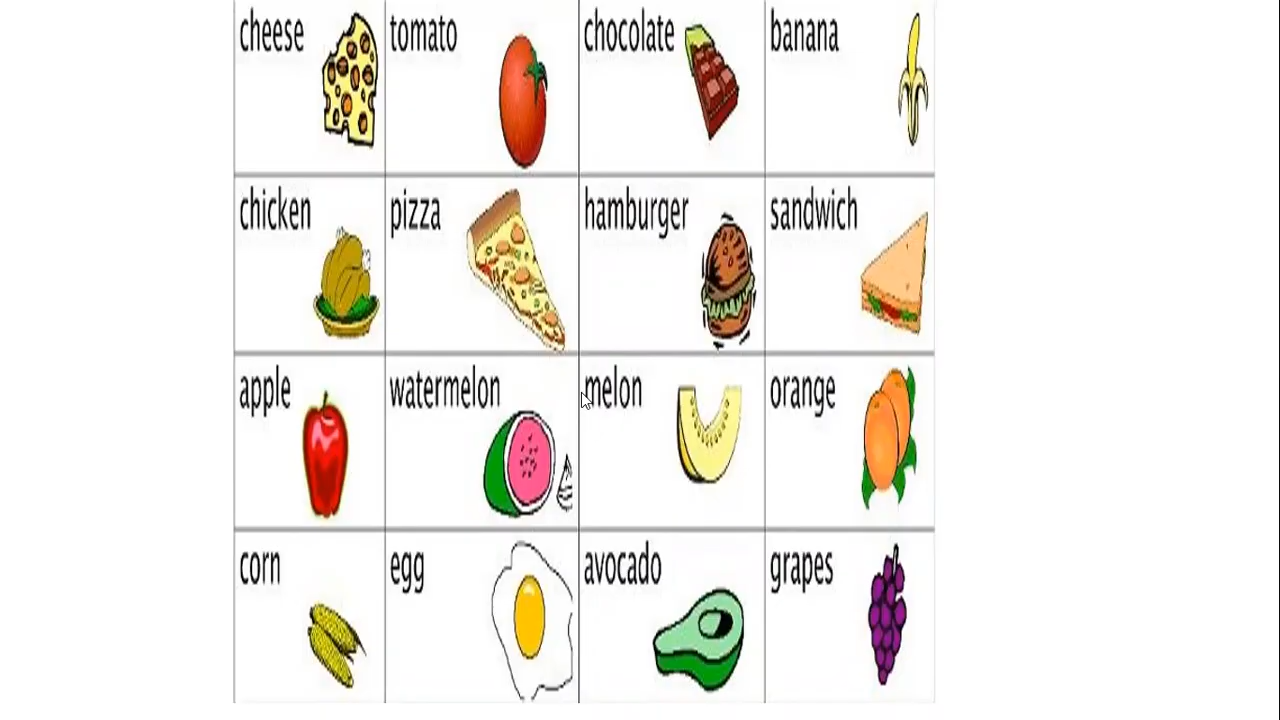 cheese
tomato
chocolate
banana
chicken
pizza
hamburger
sandwich
apple
watermelon
melon
orange
corn
egg
avocado
grapes